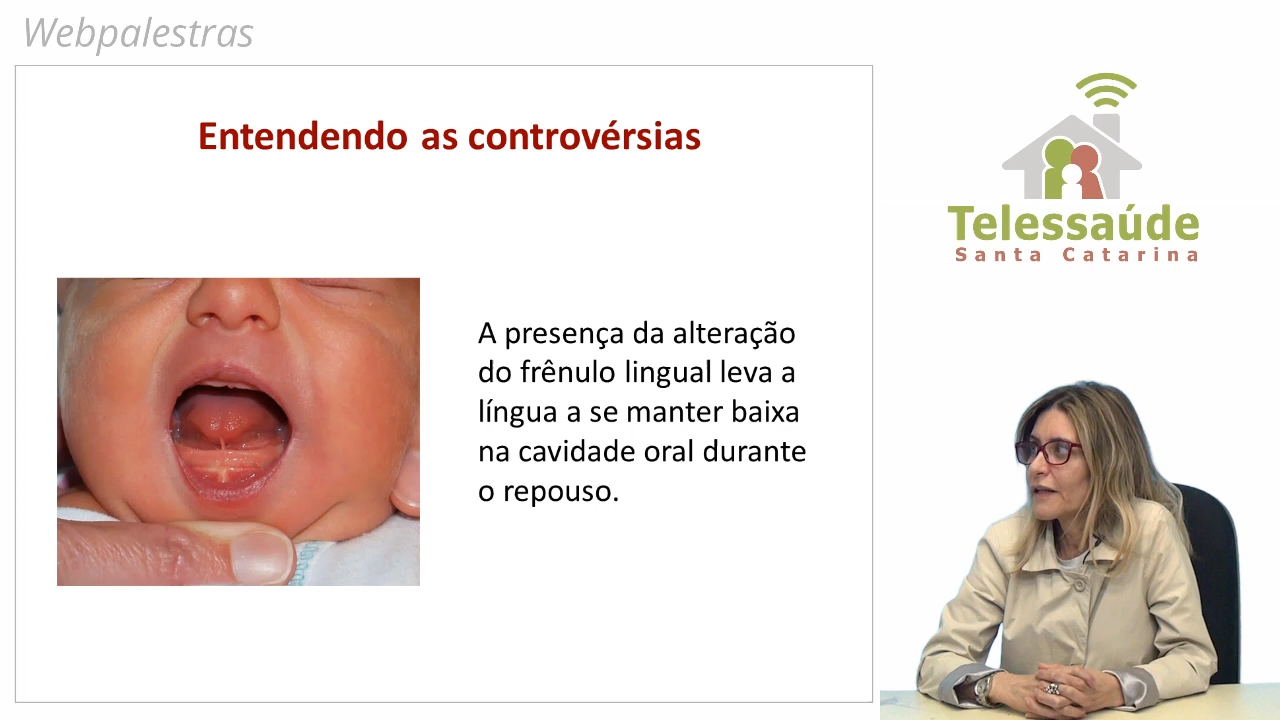 Webpalestras
Entendendo as controvérsias
A presença da alteração
do frênulo lingual leva a
língua a se manter baixa
na cavidade oral durante
o repouso.
Telessaúde
Santa Catarina